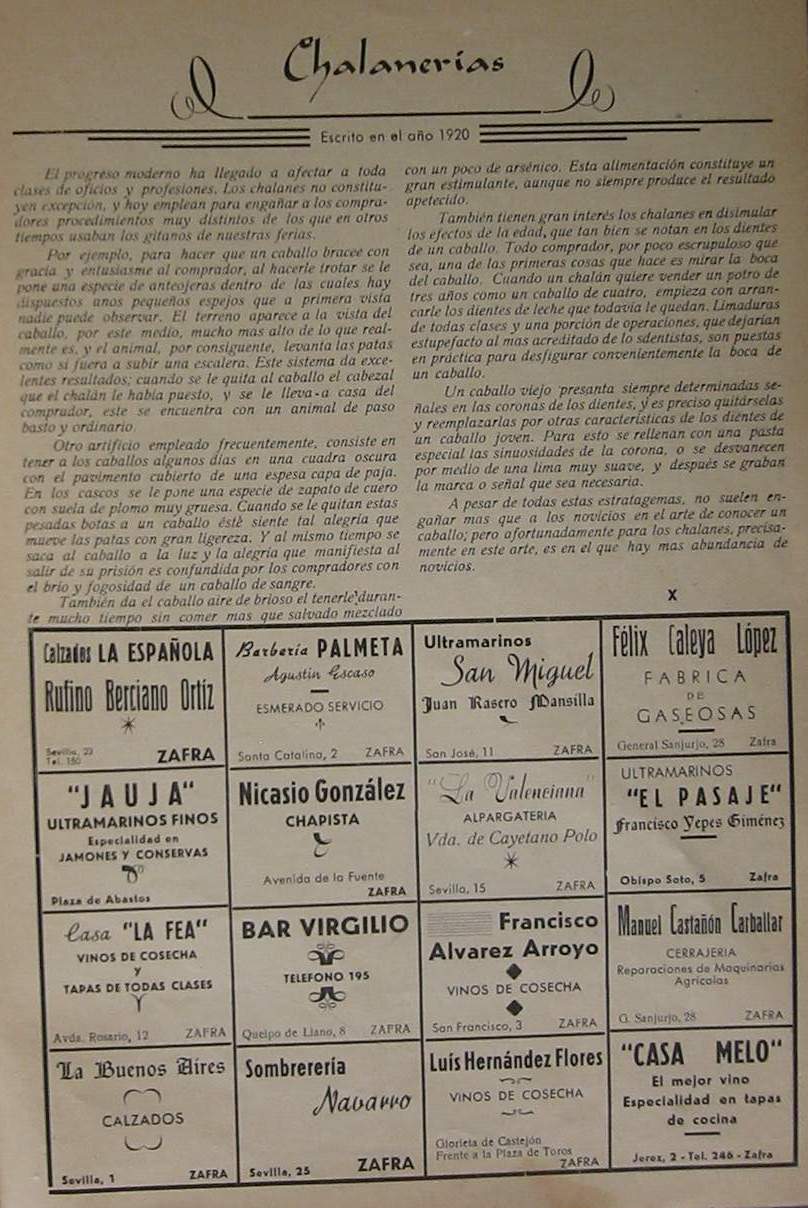 Chalanerías
Escrito en el año 1920
El progreso moderno ha llegado a afectar a toda
clases de oficios y profesiones. Los chalanes no constitu-
yen excepción, y hoy emplean para engañar a los compra-
dores procedimientos muy distintos de los que en otros
tiempos usaban los gitanos de nuestras ferias.
Por ejemplo, para hacer que un caballo bracee con
gracia y entusiasme al comprador, al hacerle trotar se le
pone una especie de anteojeras dentro de las cuales hay
dispuestos unos pequeños espejos que a primera vista
nadie puede observar. El terreno aparece a la vista del
caballo, por este medio, mucho mas alto de lo que real-
mente es, y el animal, por consiguente, levanta las patas
como si fuera a subir una escalera. Este sistema da exce-
lentes resultados; cuando se le quita al caballo el cabezal
que el chalán le había puesto, y se le lleva a casa del
comprador, este se encuentra con un animal de paso
basto y ordinario.
Otro artificio empleado frecuentemente, consiste en
tener a los caballos algunos días en una cuadra oscura
con el pavimento cubierto de una espesa capa de paja.
En los cascos se le pone una especie de zapato de cuero
con suela de plomo muy gruesa. Cuando se le quitan estas
pesadas botas a un caballo éste siente tal alegría que
mueve las patas con gran ligereza. Y al mismo tiempo se
saca al caballo a la luz y la alegría que manifiesta al
salir de su prisión es confundida por los compradores con
el brío y fogosidad de un caballo de sangre.
También da el caballo aire de brioso el tenerle duran-
te mucho tiempo sin comer mas que salvado mezclado
con un poco de arsénico. Esta alimentación constituye un
gran estimulante, aunque no siempre produce el resultado
apetecido.
También tienen gran interés los chalanes en disimular
los efectos de la edad, que tan bien se notan en los dientes
de un caballo. Todo comprador, por poco escrupuloso que
sea, una de las primeras cosas que hace es mirar la boca
del caballo. Cuando un chalán quiere vender un potro de
tres años como un caballo de cuatro, empieza con arran-
carle los dientes de leche que todavía le quedan. Limaduras
de todas clases y una porción de operaciones, que dejarían
estupefacto al mas acreditado de lo sdentistas, son puestas
en práctica para desfigurar convenientemente la boca de
un caballo.
Un caballo viejo presanta siempre determinadas se-
ñales en las coronas de los dientes, y es preciso quitárselas
y reemplazarlas por otras características de los dientes de
un caballo joven. Para esto se rellenan con una pasta
especial las sinuosidades de la corona, o se desvanecen
por medio de una lima muy suave, y después se graban
la marca o señal que sea necesaria.
A pesar de todas estas estratagemas, no suelen en-
gañar mas que a los novicios en el arte de conocer un
caballo; pero afortunadamente para los chalanes, precisa-
mente en este arte, es en el que hay mas abundancia de
novicios.
X
Calzados LA ESPAÑOLA
Rufino Berciano Ortiz
Sevilla, 23
Tel. 150
ZAFRA
Barbería PALMETA
Agustín Escaso
ESMERADO SERVICIO
Santa Catalina, 2 ZAFRA
Ultramarinos
San Miguel
Juan Rasero Mansilla
San José, 11 ZAFRA
Félix Caleya López
FABRICA
DE
GASEOSAS
General Sanjurjo, 28 Zafra
"JAUJA"
ULTRAMARINOS FINOS
Especialidad en
JAMONES Y CONSERVAS
Plaza de Abastos
Nicasio González
CHAPISTA
Avenida de la Fuente
ZAFRA
"La Valenciana"
ALPARGATERIA
Vda. de Cayetano Polo
Sevilla, 15 ZAFRA
ULTRAMARINOS
"EL PASAJE"
Francisco Yepes Giménez
Obispo Soto, 5 Zafra
Casa "LA FEA"
VINOS DE COSECHA
Y
TAPAS DE TODAS CLASES
Avda. Rosario, 12 ZAFRA
BAR VIRGILIO
TELEFONO 195
Queipo de Llano, 8 ZAFRA
Francisco
Alvarez Arroyo
VINOS DE COSECHA
San Francisco, 3 ZAFRA
Manuel Castañón Carballar
CERRAJERIA
Reparaciones de Maquinarias
Agrícolas
G. Sanjurjo, 28 ZAFRA
La Buenos Aires
CALZADOS
Sevilla, 1 ZAFRA
Sombrerería
Navarro
Sevilla, 25 ZAFRA
Luís Hernández Flores
VINOS DE COSECHA
Glorieta de Castejón
Frente a la Plaza de Toros
ZAFRA
"CASA MELO"
El mejor vino
Especialidad en tapas
de cocina
Jerez, 2 - Tel. 246 - Zafra